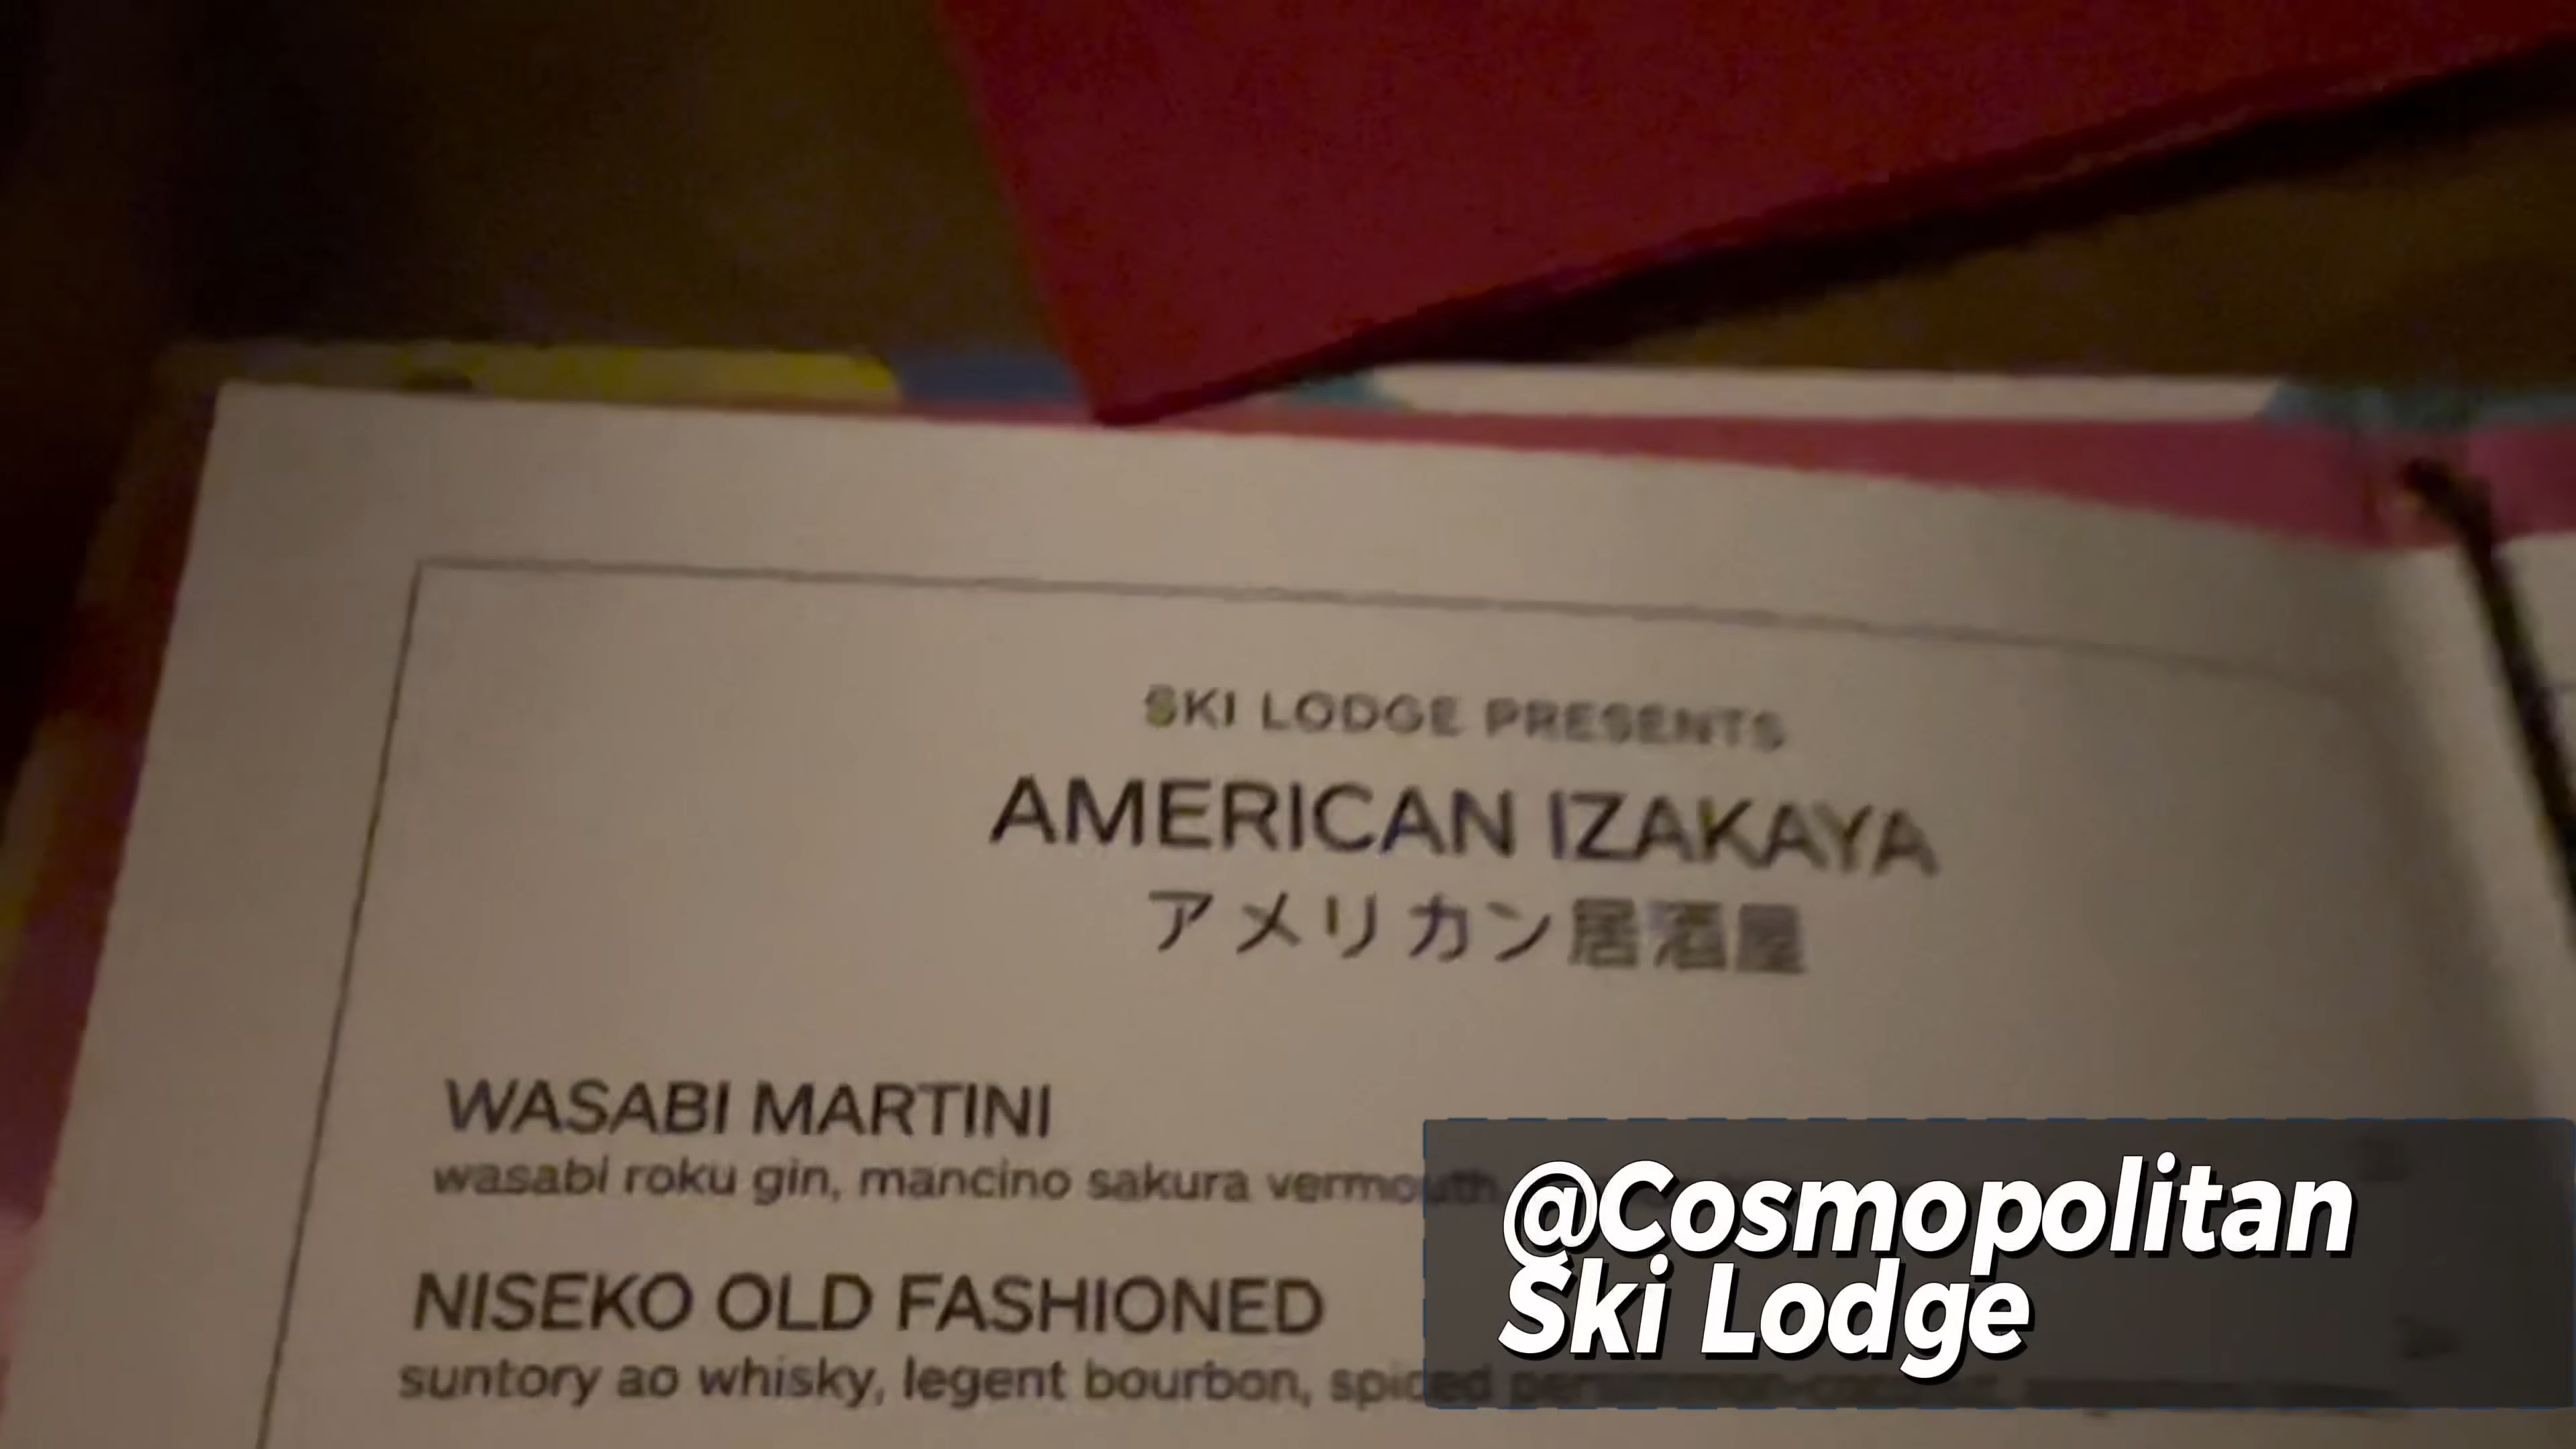 SKI LODGE PRESENTS
AMERICAN IZAKAYA
アメリカン居酒屋
WASABI MARTINI
wasabi roku gin, mancino sakura vermouth,
NISEKO OLD FASHIONED
suntory ao whisky, legent bourbon, spiced
@Cosmopolitan
Ski Lodge